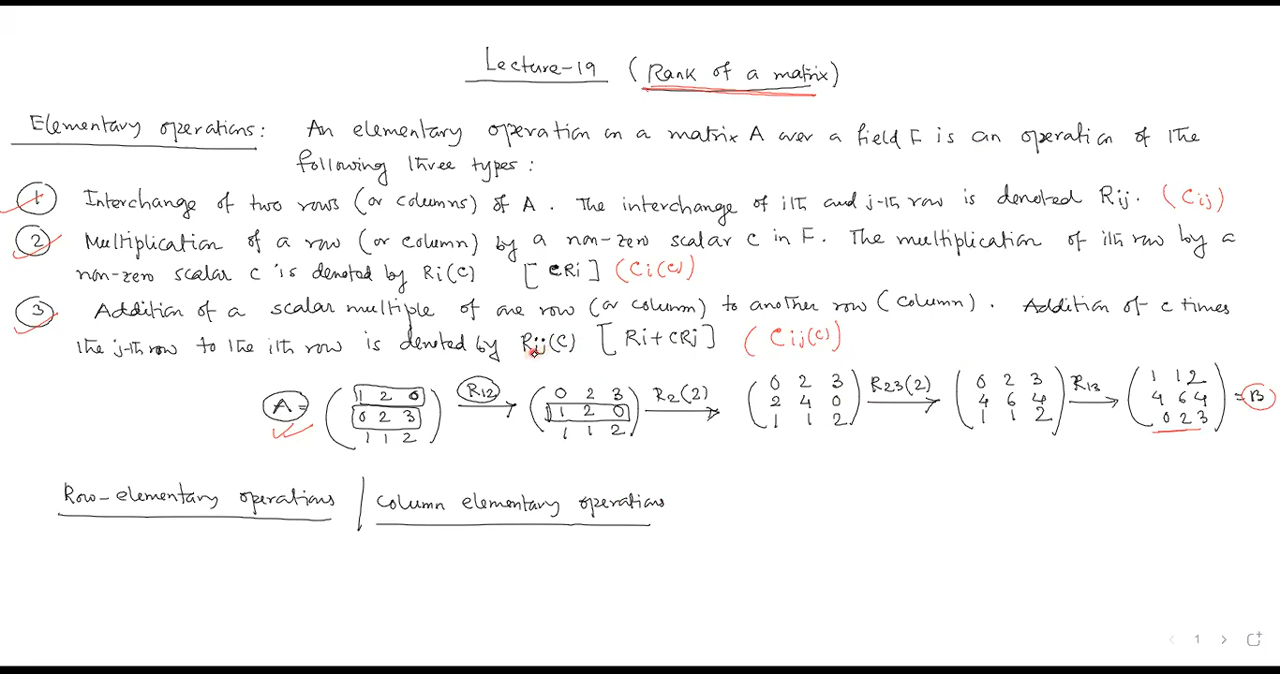 Lecture-19 (Rank of a matrix)
Elementary operations: An elementary operation on a matrix A over a field F is an operation of the
following three types:
1 Interchange of two rows (or columns) of A. The interchange of ith and j-th row is denoted Rij. (Cij)
2 Multiplication of a row (or column) by a non-zero scalar c in F. The multiplication of ith row by a
non-zero scalar c is denoted by Ri(c) [cRi] (Ci(c))
3 Addition of a scalar multiple of one row (or column) to another row (column). Addition of c times
the j-th row to the ith row is denoted by Rij(c) [Ri+cRj] (Cij(c))
A = (1 2 0 R12 (0 2 3 R2(2) (0 2 3 R23(2) (0 2 3 R13 (1 1 2
0 2 3 → 1 2 0 → 2 4 0 → 4 6 4 → 4 6 4 = B
1 1 2) 1 1 2) 1 1 2) 1 1 2) 0 2 3)
Row-elementary operations | column elementary operations
1